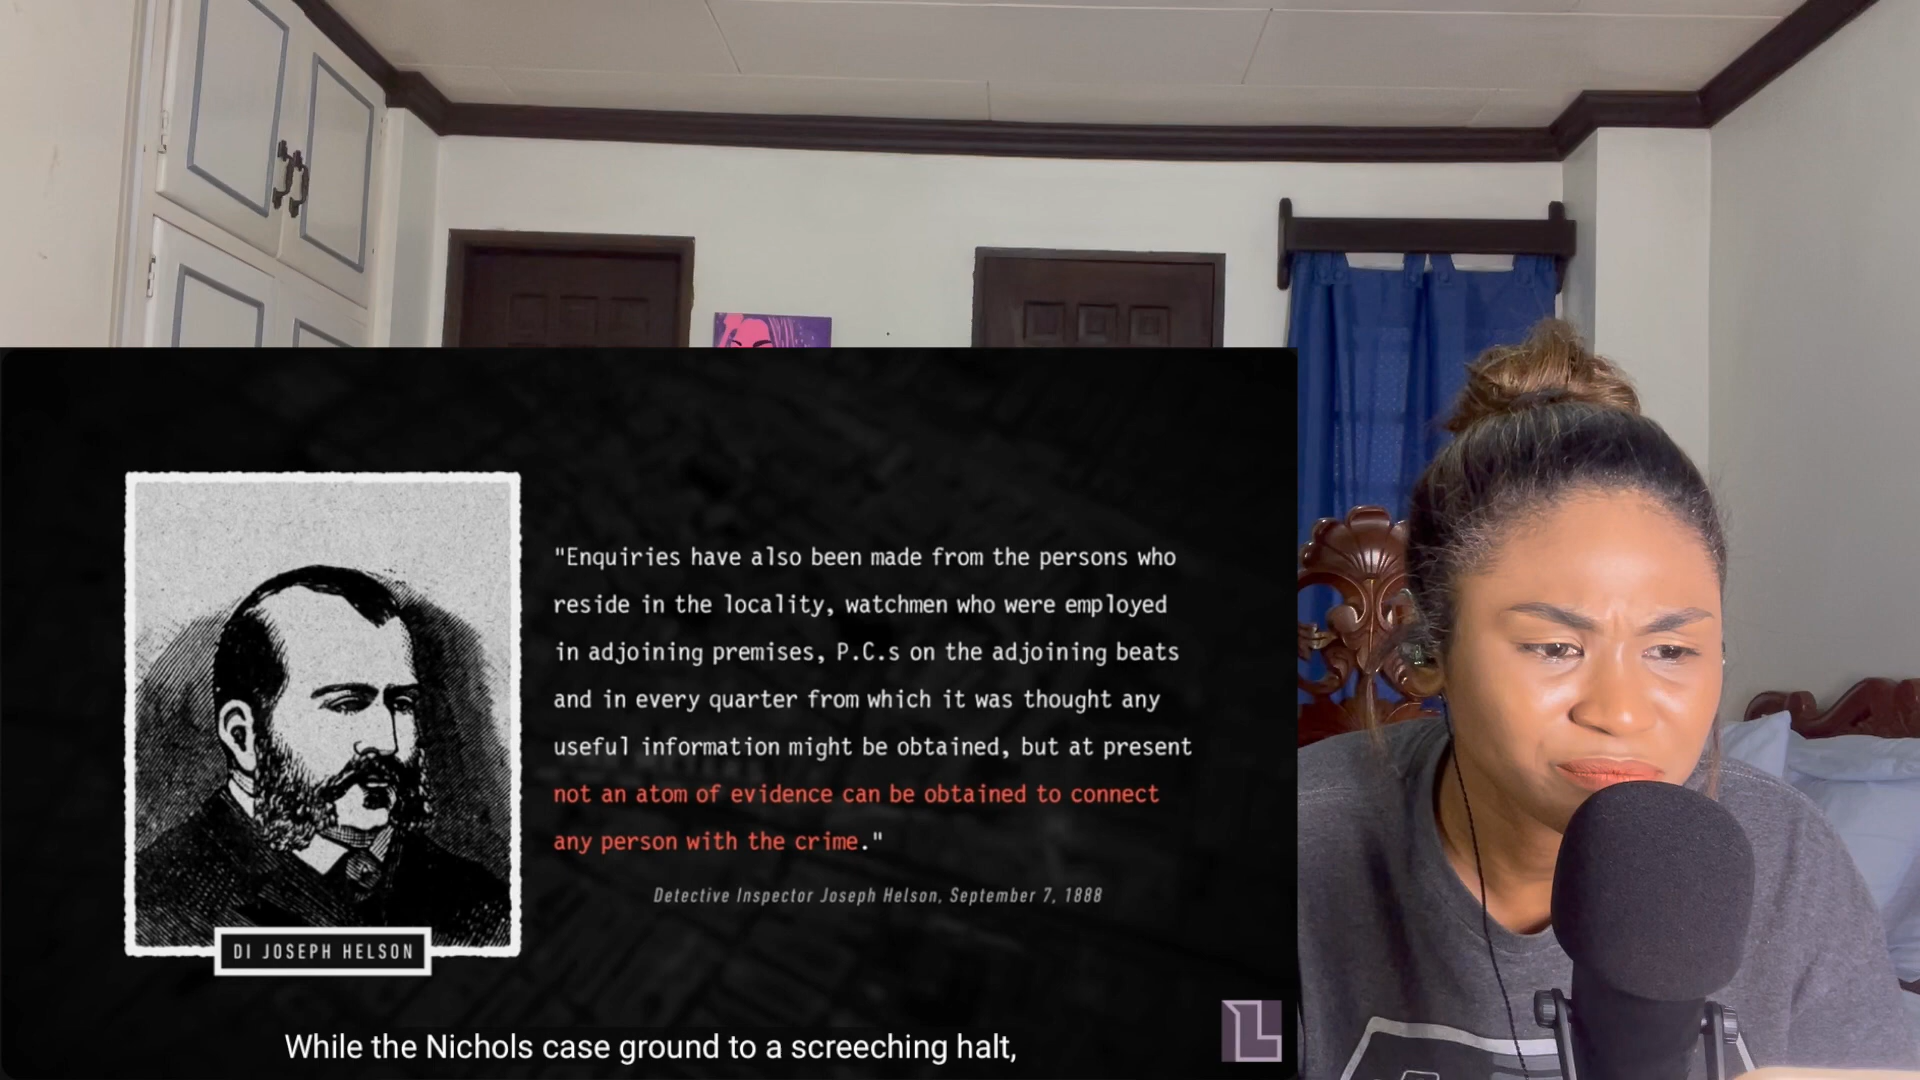 "Enquiries have also been made from the persons who
reside in the locality, watchmen who were employed
in adjoining premises, P.C.s on the adjoining beats
and in every quarter from which it was thought any
useful information might be obtained, but at present
not an atom of evidence can be obtained to connect
any person with the crime."
Detective Inspector Joseph Helson, September 7, 1888
DI JOSEPH HELSON
While the Nichols case ground to a screeching halt,